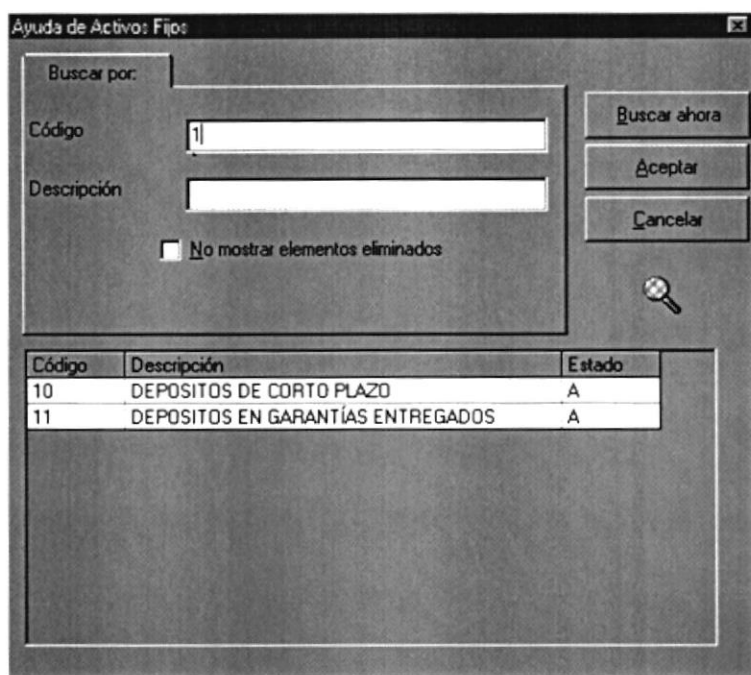 Ayuda de Activos Fijos
Buscar por:
Código 1
Descripción
No mostrar elementos eliminados
Buscar ahora
Aceptar
Cancelar
Código Descripción Estado
10 DEPOSITOS DE CORTO PLAZO A
11 DEPOSITOS EN GARANTÍAS ENTREGADOS A